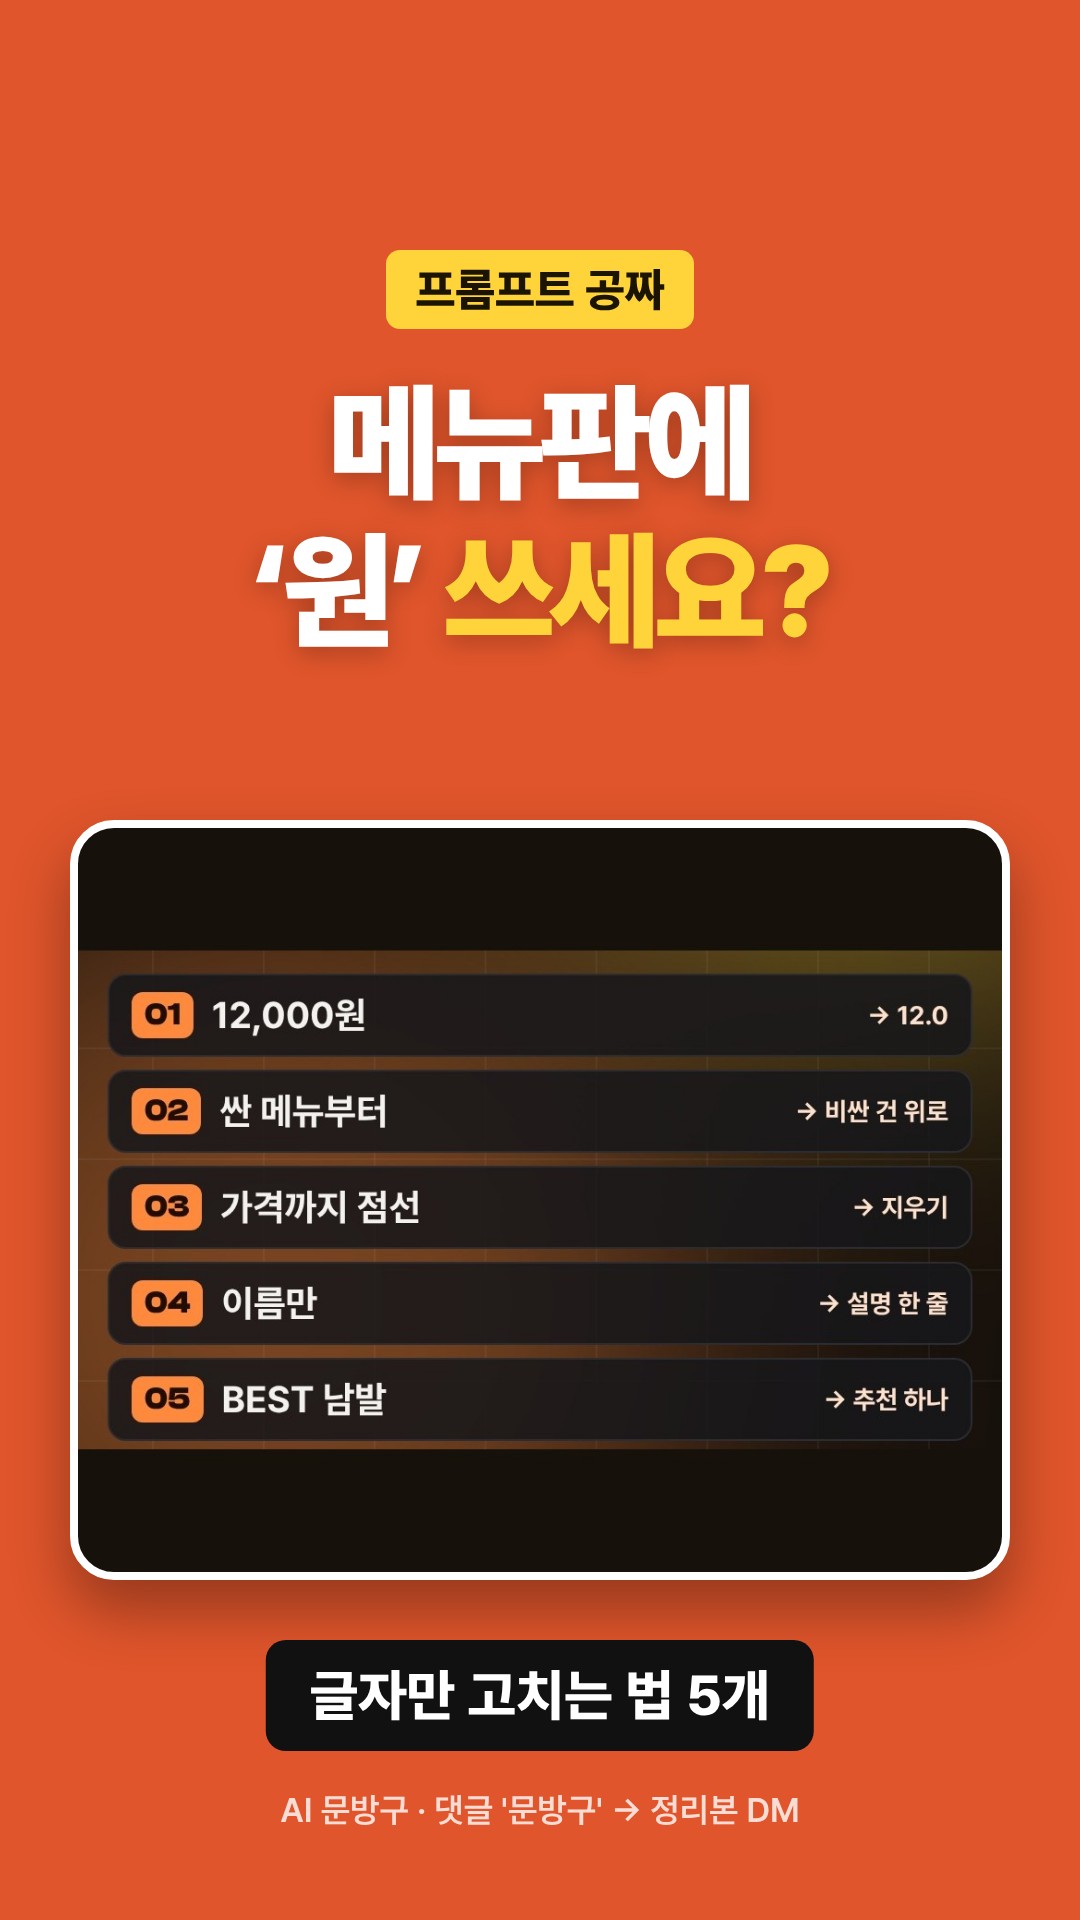 프롬프트 공짜
메뉴판에
‘원’ 쓰세요?
01 12,000원 → 12.0
02 싼 메뉴부터 → 비싼 건 위로
03 가격까지 점선 → 지우기
04 이름만 → 설명 한 줄
05 BEST 남발 → 추천 하나
글자만 고치는 법 5개
AI 문방구 · 댓글 '문방구' → 정리본 DM